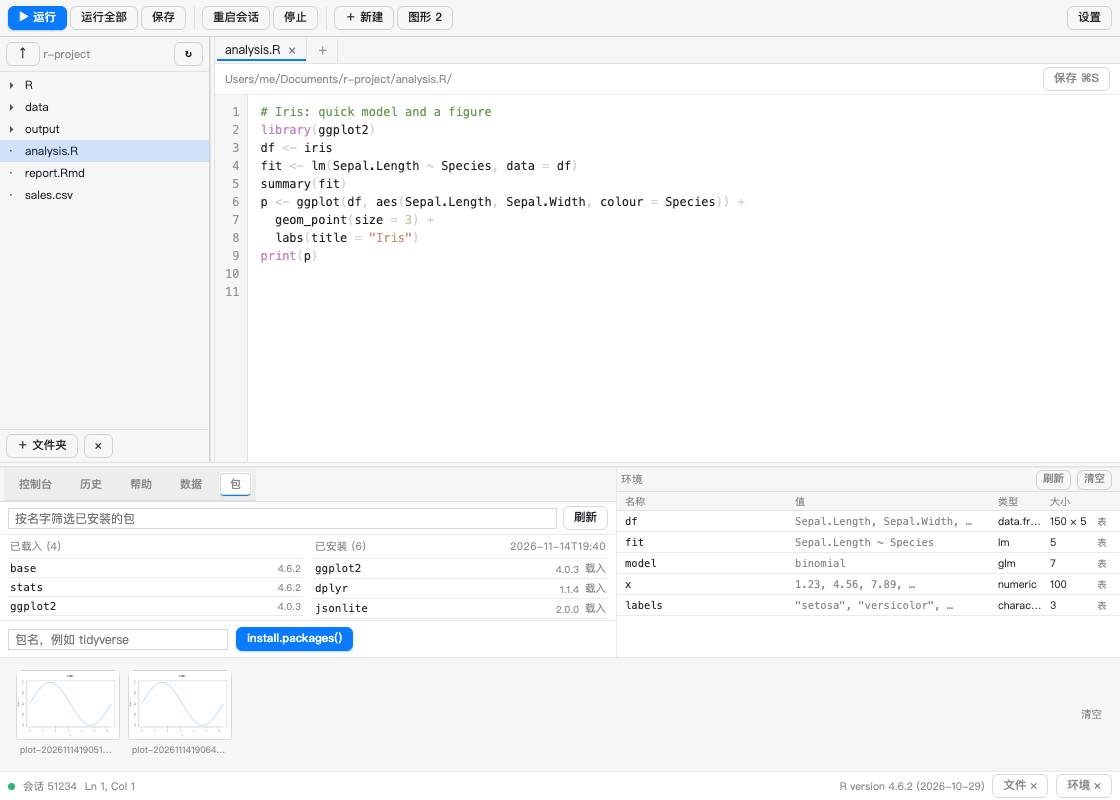 ▶ 运行 运行全部 保存 重启会话 停止 ＋ 新建 图形 2 设置
↑ r-project ↻
R
data
output
analysis.R
report.Rmd
sales.csv
＋ 文件夹 ×
analysis.R × +
Users/me/Documents/r-project/analysis.R/ 保存 ⌘S
1 # Iris: quick model and a figure
2 library(ggplot2)
3 df <- iris
4 fit <- lm(Sepal.Length ~ Species, data = df)
5 summary(fit)
6 p <- ggplot(df, aes(Sepal.Length, Sepal.Width, colour = Species)) +
7 geom_point(size = 3) +
8 labs(title = "Iris")
9 print(p)
10
11
控制台 历史 帮助 数据 包
按名字筛选已安装的包 刷新
已载入 (4)
base 4.6.2
stats 4.6.2
ggplot2 4.0.3
已安装 (6) 2026-11-14T19:40
ggplot2 4.0.3 载入
dplyr 1.1.4 载入
jsonlite 2.0.0 载入
包名，例如 tidyverse install.packages()
环境 刷新 清空
名称 值 类型 大小
df Sepal.Length, Sepal.Width, … data.fr… 150 × 5 表
fit Sepal.Length ~ Species lm 5 表
model binomial glm 7 表
x 1.23, 4.56, 7.89, … numeric 100 表
labels "setosa", "versicolor", … charac… 3 表
plot-2026111419051… plot-2026111419064…
清空
会话 51234 Ln 1, Col 1 R version 4.6.2 (2026-10-29) 文件 × 环境 ×